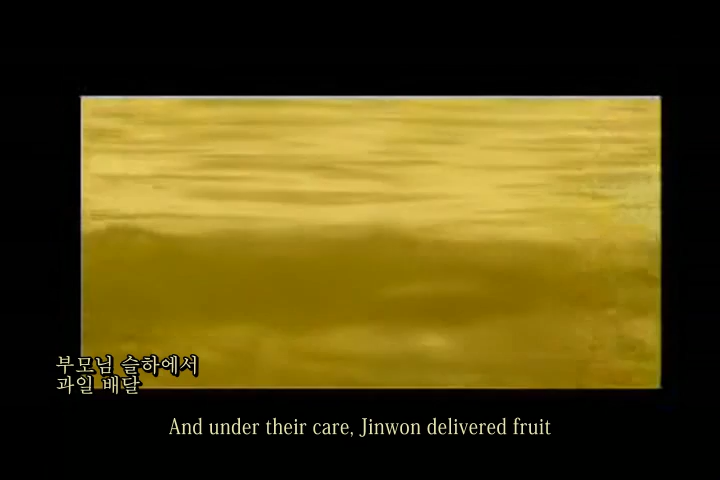 부모님 슬하에서
과일 배달
And under their care, Jinwon delivered fruit